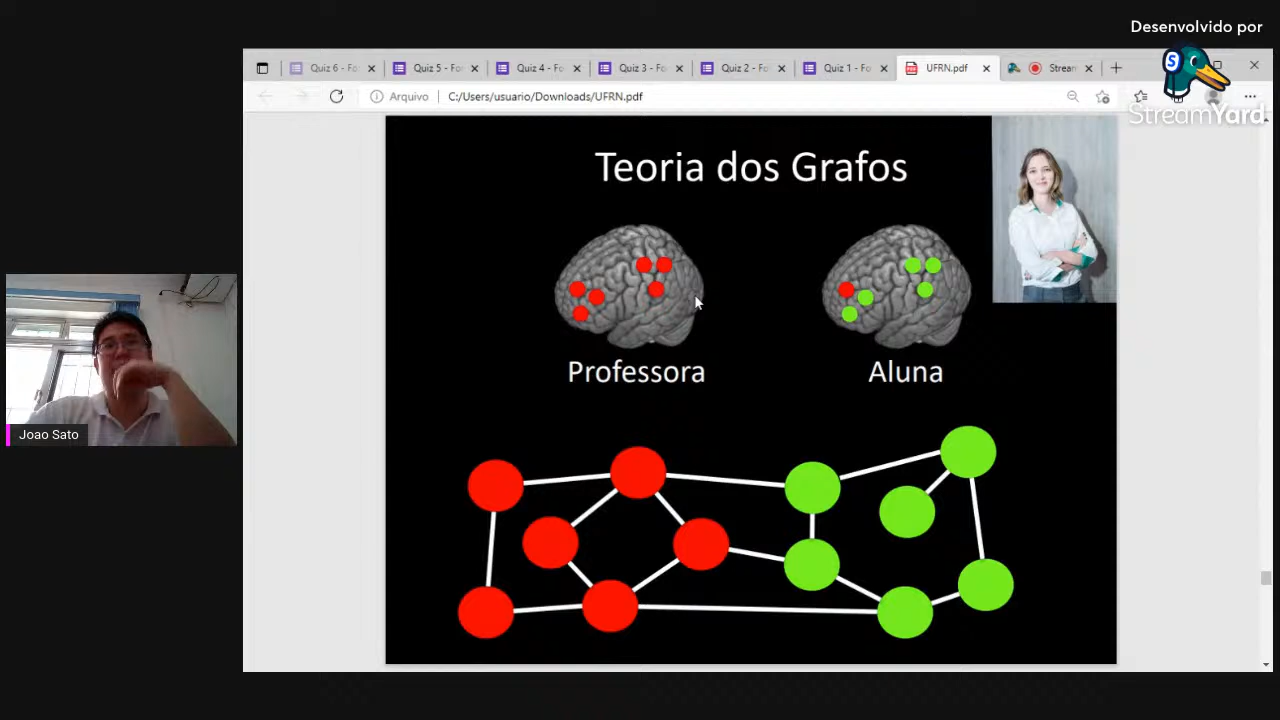 Desenvolvido por
StreamYard
Quiz 6 - Fo
Quiz 5 - Fo
Quiz 4 - Fo
Quiz 3 - Fo
Quiz 2 - Fo
Quiz 1 - Fo
UFRN.pdf
Stream
Arquivo
C:/Users/usuario/Downloads/UFRN.pdf
Teoria dos Grafos
Professora
Aluna
Joao Sato